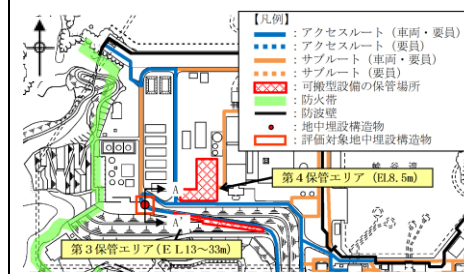 【凡例】
：アクセスルート（車両・要員）
：アクセスルート（要員）
：サブルート（車両・要員）
：サブルート（要員）
：可搬型設備の保管場所
：防火帯
：防波壁
：地中埋設構造物
：評価対象地中埋設構造物
第４保管エリア（EL8.5m）
A
A'
第３保管エリア（ＥＬ13～33m）